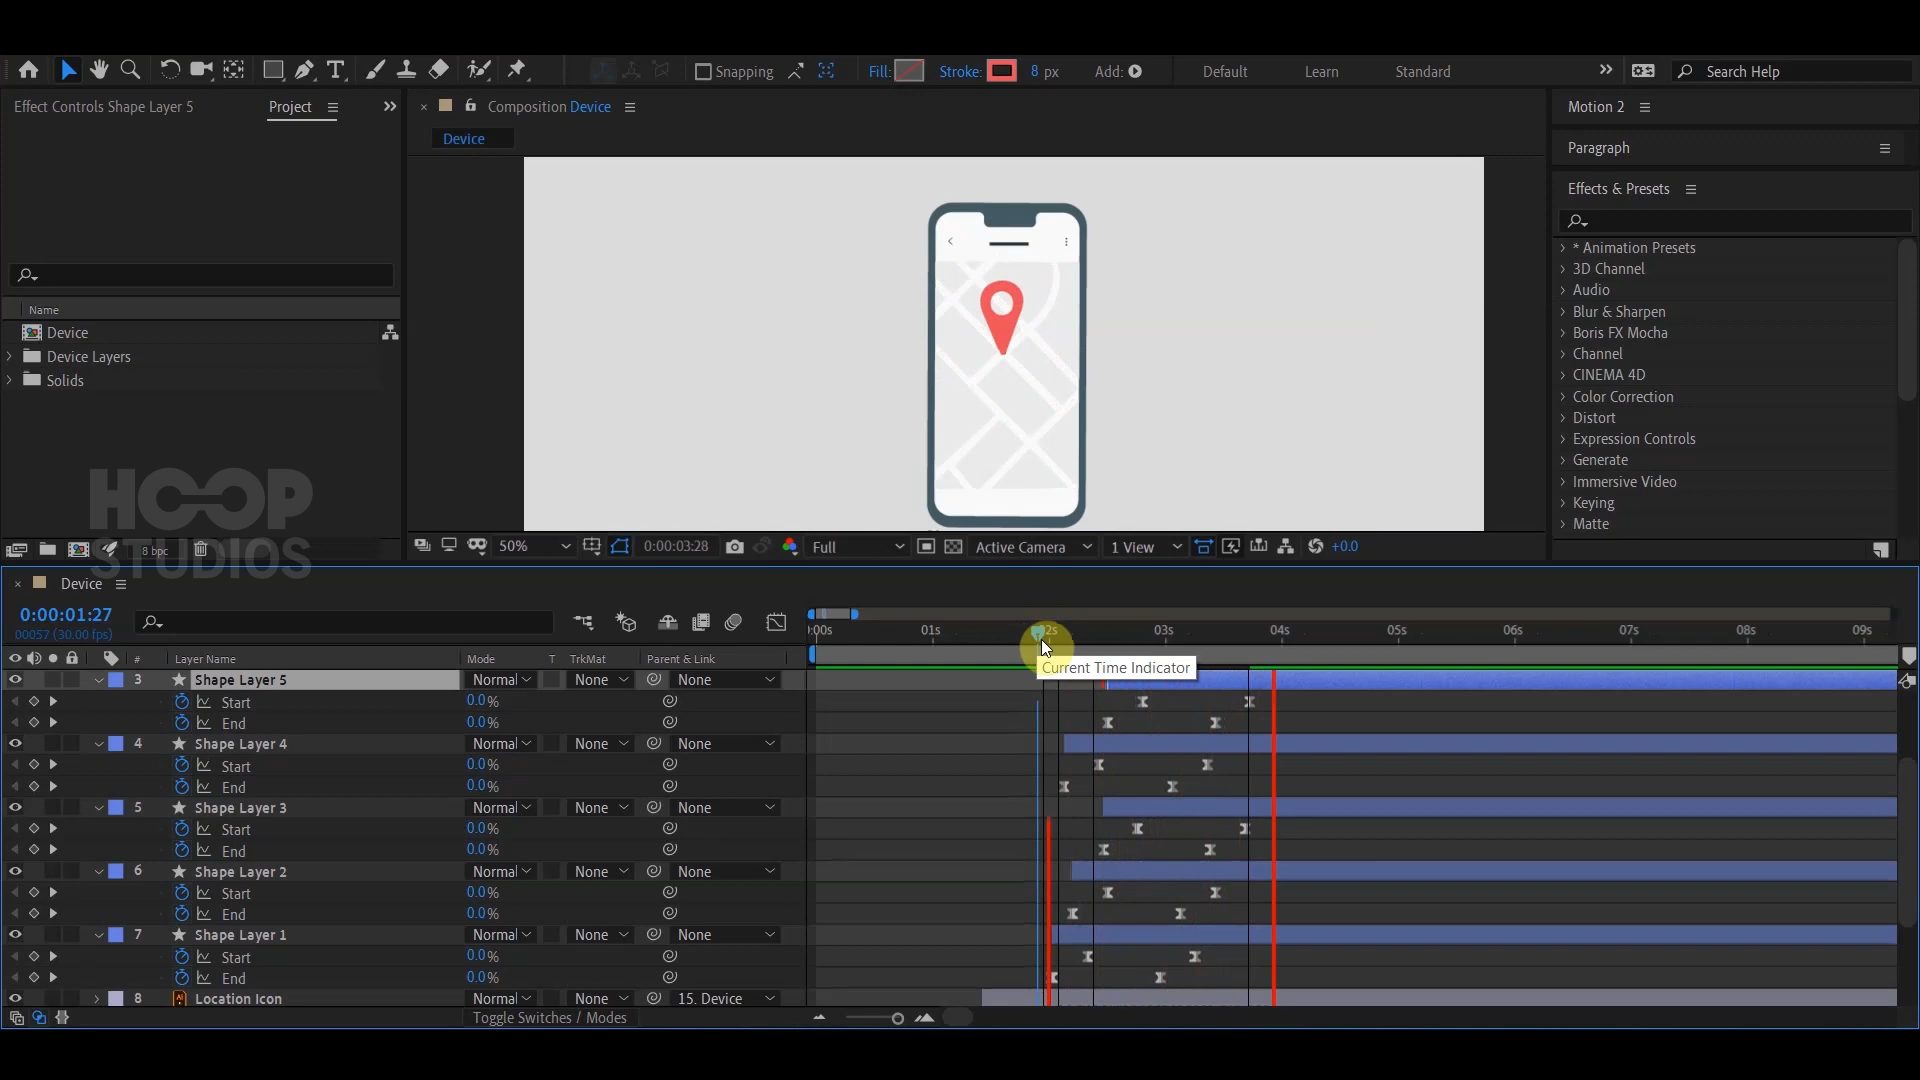 Snapping
Fill:
Stroke:
8 px
Add:
Default
Learn
Standard
Search Help
Effect Controls Shape Layer 5
Project
Composition Device
Motion 2
Device
Paragraph
Effects & Presets
* Animation Presets
3D Channel
Audio
Blur & Sharpen
Boris FX Mocha
Channel
CINEMA 4D
Color Correction
Distort
Expression Controls
Generate
Immersive Video
Keying
Matte
Name
Device
Device Layers
Solids
HOOP
STUDIOS
8 bpc
50%
0:00:03:28
Full
Active Camera
1 View
+0.0
Device
0:00:01:27
00057 (30.00 fps)
:00s 01s 02s 03s 04s 05s 06s 07s 08s 09s
Current Time Indicator
# Layer Name Mode T TrkMat Parent & Link
3 Shape Layer 5 Normal None None
Start 0.0%
End 0.0%
4 Shape Layer 4 Normal None None
Start 0.0%
End 0.0%
5 Shape Layer 3 Normal None None
Start 0.0%
End 0.0%
6 Shape Layer 2 Normal None None
Start 0.0%
End 0.0%
7 Shape Layer 1 Normal None None
Start 0.0%
End 0.0%
8 Location Icon Normal None 15. Device
Toggle Switches / Modes